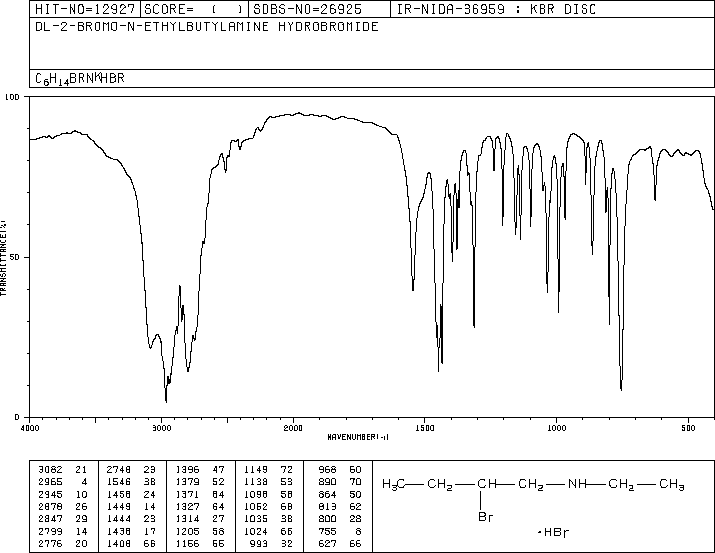 HIT-NO=12927 SCORE= ( ) SDBS-NO=26925 IR-NIDA-36959 : KBR DISC
DL-2-BROMO-N-ETHYLBUTYLAMINE HYDROBROMIDE
C6H14BRN HBR
100
TRANSMITTANCE(%)
50
0
4000 3000 2000 1500 1000 500
WAVENUMBER(-1)
3082 21 2748 23 1396 47 1149 72 968 60
2965 4 1546 38 1379 52 1138 53 890 70
2945 10 1458 24 1371 64 1098 58 864 50
2878 26 1449 14 1327 64 1052 68 813 62
2847 29 1444 23 1314 27 1035 38 800 28
2799 14 1438 17 1205 58 1024 66 755 8
2776 20 1408 68 1156 55 993 32 627 66
H3C CH2 CH CH2 NH CH2 CH3
Br
·HBr